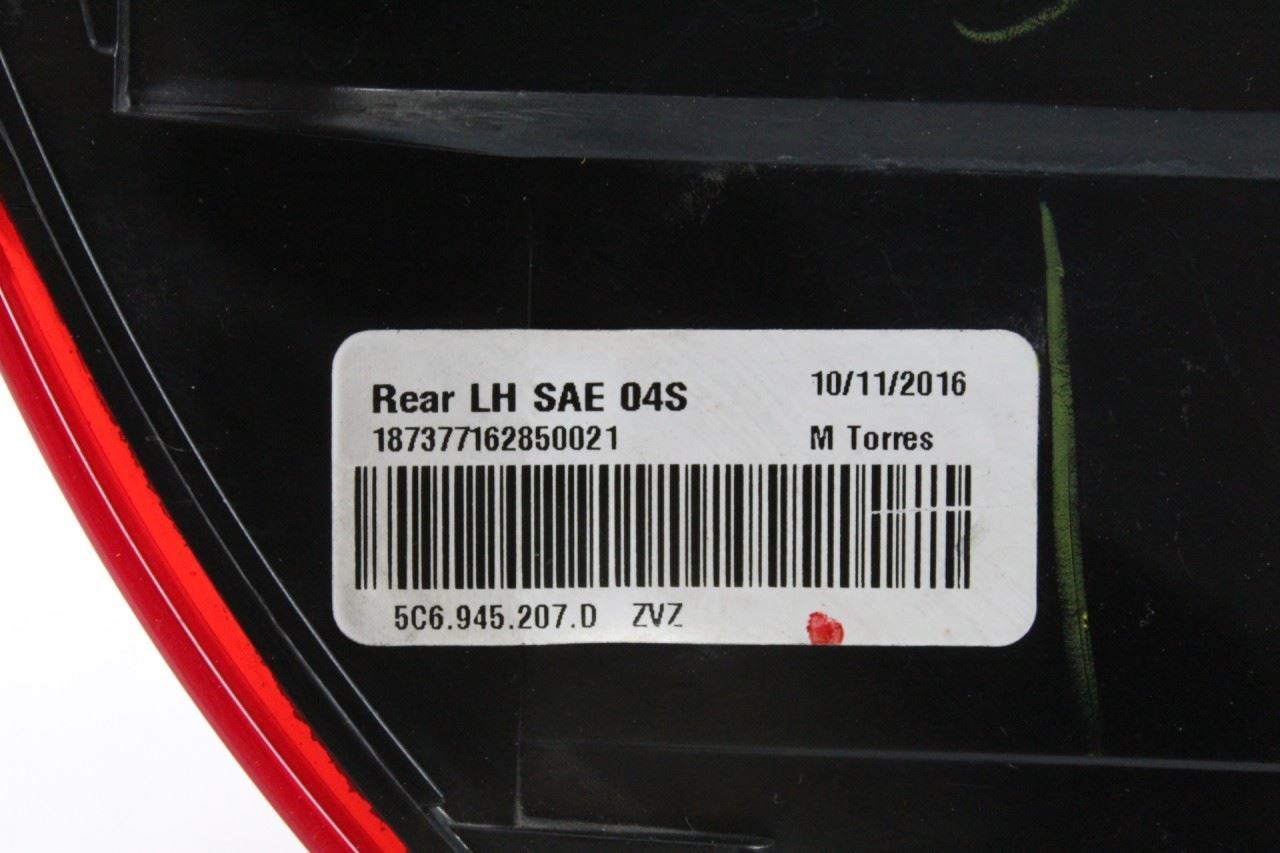 Rear LH SAE 04S
10/11/2016
187377162850021
M Torres
5C6.945.207.D ZVZ